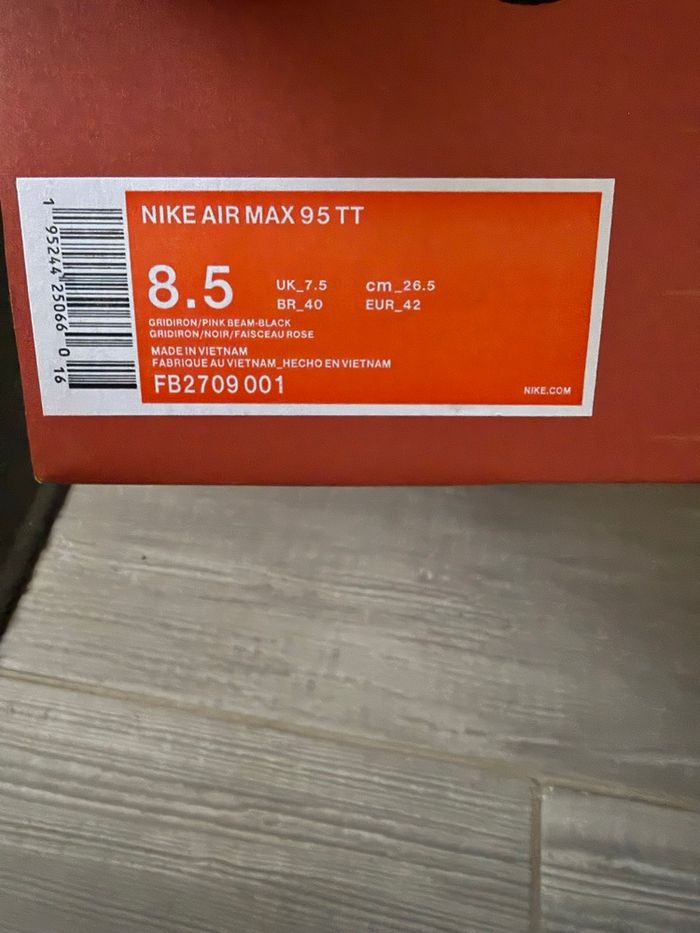 NIKE AIR MAX 95 TT
8.5 UK_7.5 cm_26.5
BR_40 EUR_42
GRIDIRON/PINK BEAM-BLACK
GRIDIRON/NOIR/FAISCEAU ROSE
MADE IN VIETNAM
FABRIQUE AU VIETNAM_HECHO EN VIETNAM
FB2709 001
NIKE.COM
1 95244 25066 0 16